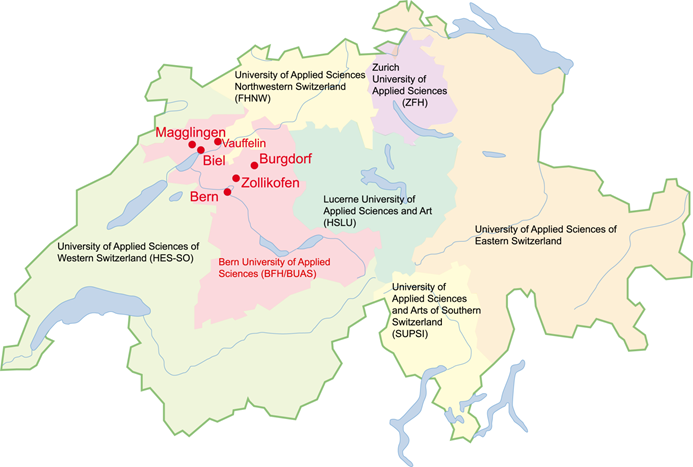 Zurich
University of
Applied Sciences
(ZFH)
University of Applied Sciences
Northwestern Switzerland
(FHNW)
Magglingen
Vauffelin
Biel
Burgdorf
Zollikofen
Bern
Lucerne University of
Applied Sciences and Art
(HSLU)
University of Applied Sciences of
Eastern Switzerland
University of Applied Sciences of
Western Switzerland (HES-SO)
Bern University of Applied
Sciences (BFH/BUAS)
University of
Applied Sciences
and Arts of Southern
Switzerland
(SUPSI)